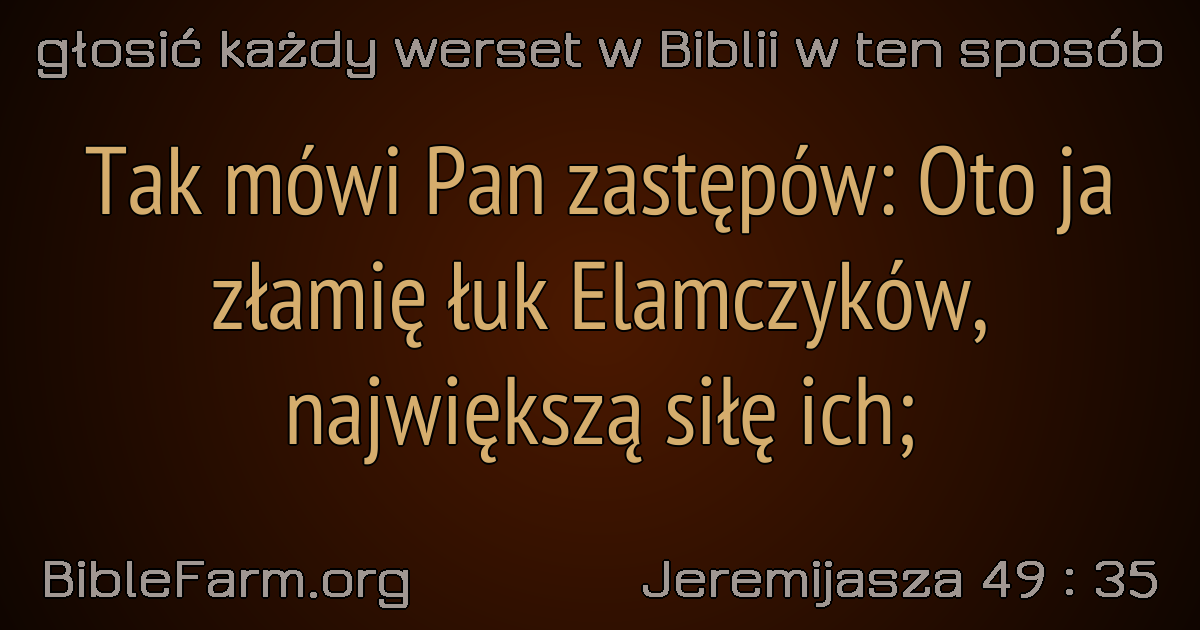 głosić każdy werset w Biblii w ten sposób
Tak mówi Pan zastępów: Oto ja
złamię łuk Elamczyków,
największą siłę ich;
BibleFarm.org
Jeremijasza 49 : 35